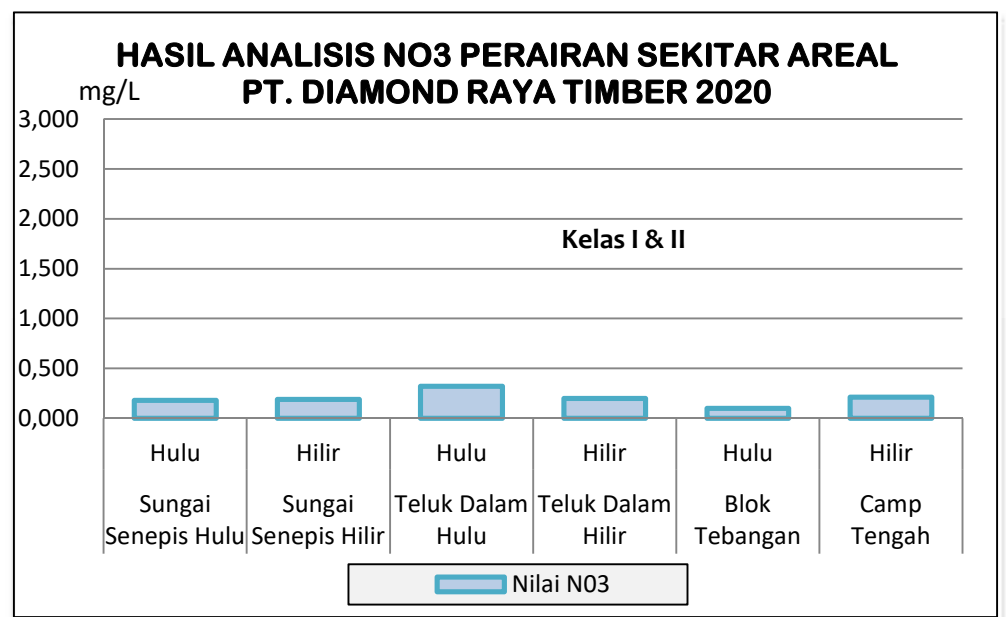 HASIL ANALISIS NO3 PERAIRAN SEKITAR AREAL
PT. DIAMOND RAYA TIMBER 2020
mg/L
3,000
2,500
2,000
1,500
1,000
0,500
0,000
Kelas I & II
Hulu Hilir Hulu Hilir Hulu Hilir
Sungai Sungai Teluk Dalam Teluk Dalam Blok Camp
Senepis Hulu Senepis Hilir Hulu Hilir Tebangan Tengah
Nilai N03